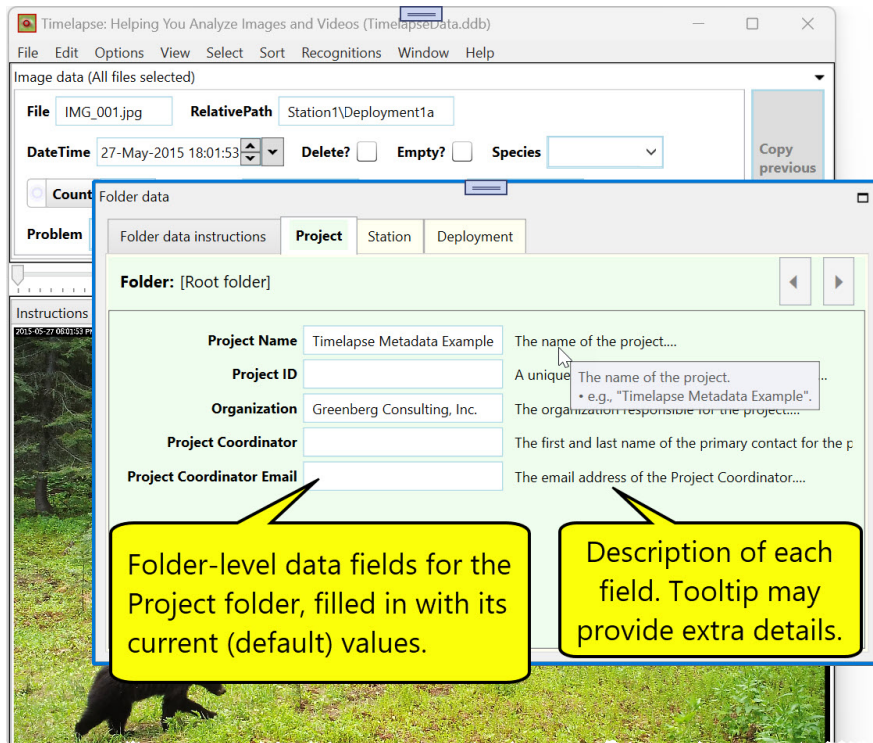 Timelapse: Helping You Analyze Images and Videos (TimelapseData.ddb)
File Edit Options View Select Sort Recognitions Window Help
Image data (All files selected)
File IMG_001.jpg RelativePath Station1\Deployment1a
DateTime 27-May-2015 18:01:53 Delete? Empty? Species
Copy
previous
Count
Problem
Folder data
Folder data instructions Project Station Deployment
Folder: [Root folder]
Instructions
2015-05-27 06:01:53 P
Project Name Timelapse Metadata Example The name of the project....
Project ID A unique ..
The name of the project.
• e.g., "Timelapse Metadata Example".
Organization Greenberg Consulting, Inc. The organization responsible for the project....
Project Coordinator The first and last name of the primary contact for the p
Project Coordinator Email The email address of the Project Coordinator....
Folder-level data fields for the
Project folder, filled in with its
current (default) values.
Description of each
field. Tooltip may
provide extra details.